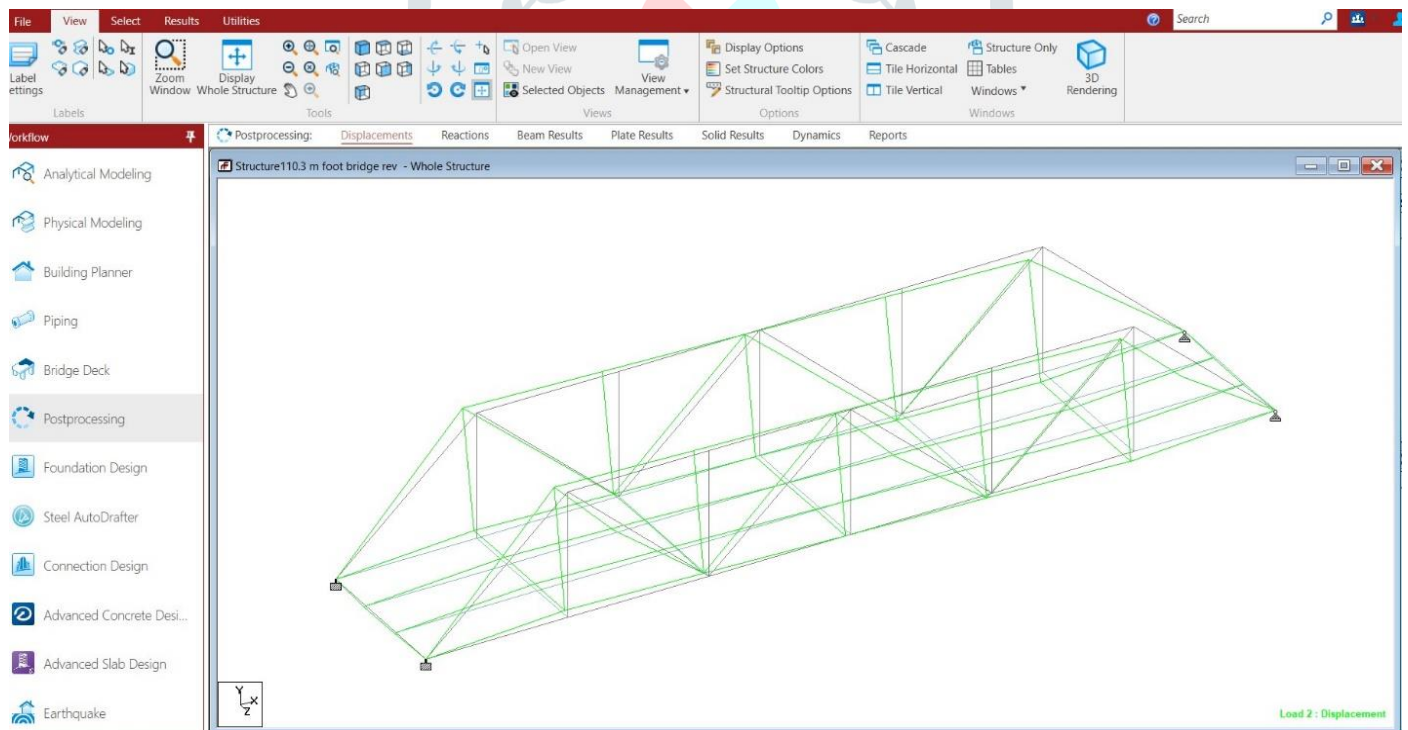 File View Select Results Utilities Search
Open View Display Options Cascade Structure Only
New View Set Structure Colors Tile Horizontal Tables
Label Zoom Display View 3D
ettings Window Whole Structure Selected Objects Management Structural Tooltip Options Tile Vertical Windows Rendering
Labels Tools Views Options Windows
Workflow Postprocessing: Displacements Reactions Beam Results Plate Results Solid Results Dynamics Reports
Structure110.3 m foot bridge rev - Whole Structure
Analytical Modeling
Physical Modeling
Building Planner
Piping
Bridge Deck
Postprocessing
Foundation Design
Steel AutoDrafter
Connection Design
Advanced Concrete Desi...
Advanced Slab Design
Earthquake
Y
X
Z
Load 2 : Displacement